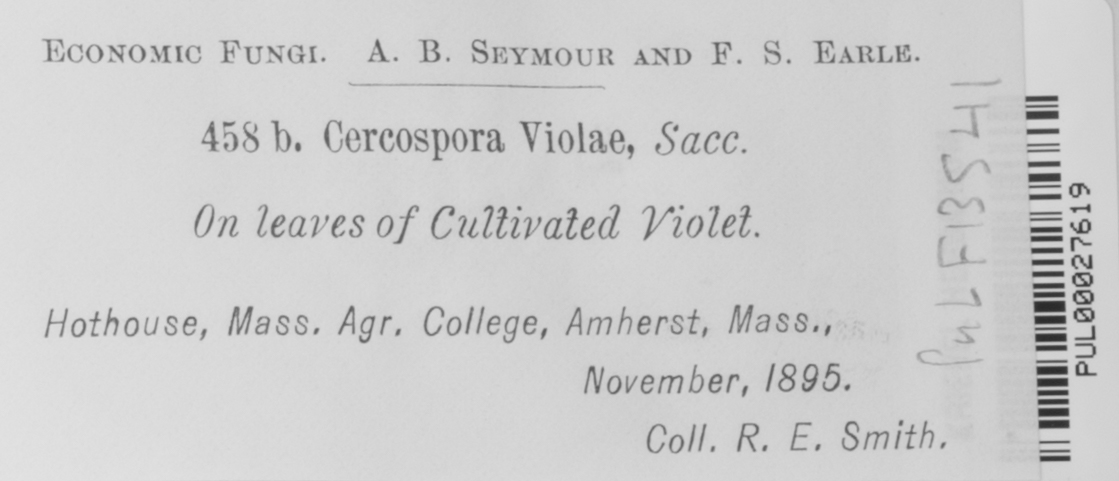 ECONOMIC FUNGI. A. B. SEYMOUR AND F. S. EARLE.
458 b. Cercospora Violae, Sacc.
On leaves of Cultivated Violet.
Hothouse, Mass. Agr. College, Amherst, Mass.,
November, 1895.
Coll. R. E. Smith.
PuLF13541
PUL00027619